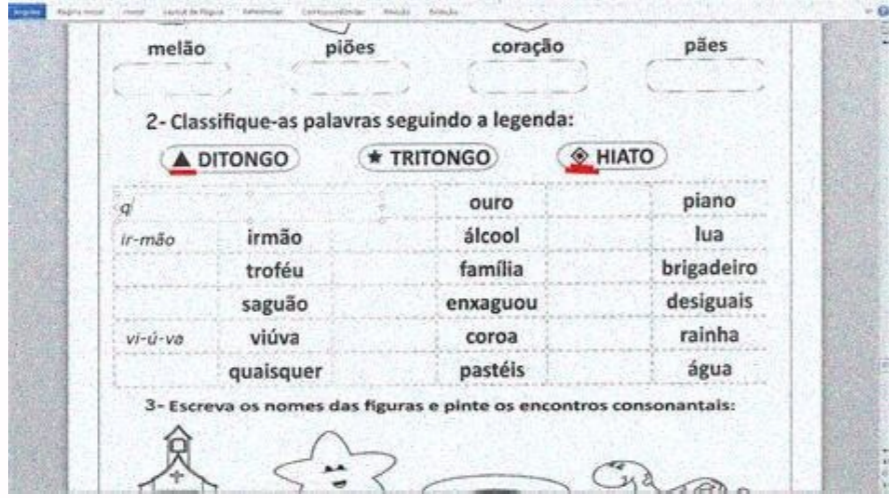 melão piões coração pães
2- Classifique-as palavras seguindo a legenda:
DITONGO TRITONGO HIATO
q ouro piano
ir-mão irmão álcool lua
troféu família brigadeiro
saguão enxaguou desiguais
vi-ú-va viúva coroa rainha
quaisquer pastéis água
3- Escreva os nomes das figuras e pinte os encontros consonantais: